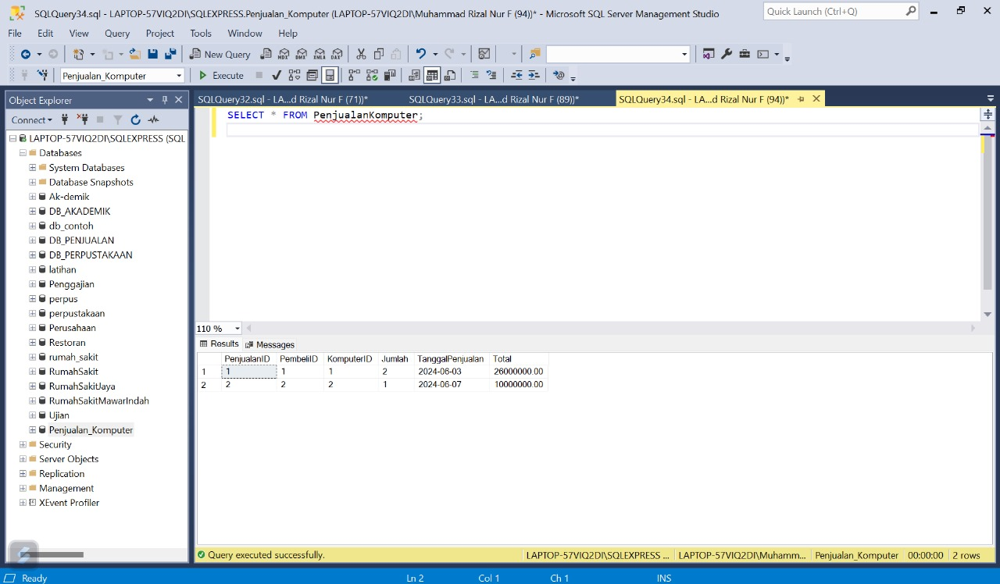 SQLQuery34.sql - LAPTOP-57VIQ2DI\SQLEXPRESS.Penjualan_Komputer (LAPTOP-57VIQ2DI\Muhammad Rizal Nur F (94))* - Microsoft SQL Server Management Studio
Quick Launch (Ctrl+Q)
File Edit View Query Project Tools Window Help
New Query MDX DMX XMLA DAX
Penjualan_Komputer Execute
Object Explorer
SQLQuery32.sql - LA...d Rizal Nur F (71))* SQLQuery33.sql - LA...d Rizal Nur F (89))* SQLQuery34.sql - LA...d Rizal Nur F (94))*
Connect
LAPTOP-57VIQ2DI\SQLEXPRESS (SQL
Databases
System Databases
Database Snapshots
Ak-demik
DB_AKADEMIK
db_contoh
DB_PENJUALAN
DB_PERPUSTAKAAN
latihan
Penggajian
perpus
perpustakaan
Perusahaan
Restoran
rumah_sakit
RumahSakit
RumahSakitJaya
RumahSakitMawarIndah
Ujian
Penjualan_Komputer
Security
Server Objects
Replication
Management
XEvent Profiler
SELECT * FROM PenjualanKomputer;
110 %
Results Messages
PenjualanID PembeliID KomputerID Jumlah TanggalPenjualan Total
1 1 1 1 2 2024-06-03 26000000.00
2 2 2 2 1 2024-06-07 10000000.00
Query executed successfully. LAPTOP-57VIQ2DI\SQLEXPRESS ... LAPTOP-57VIQ2DI\Muhamm... Penjualan_Komputer 00:00:00 2 rows
Ready Ln 2 Col 1 Ch 1 INS